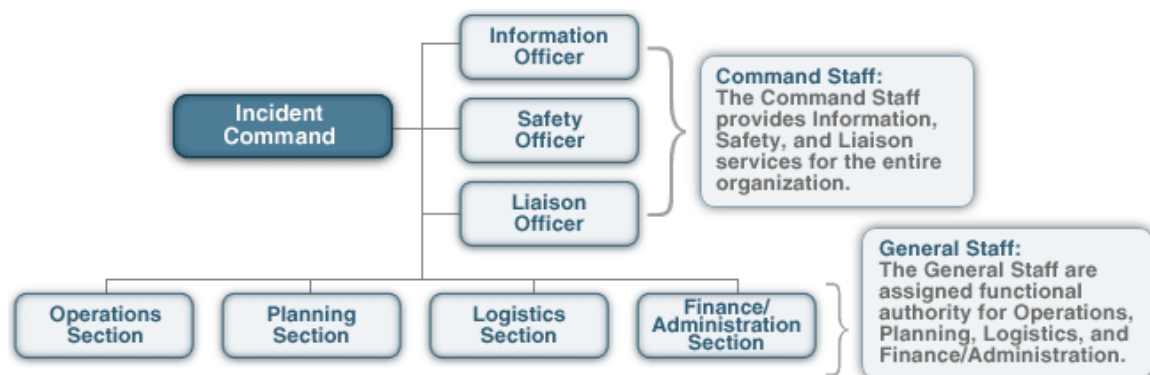 Information
Officer
Command Staff:
The Command Staff
provides Information,
Safety, and Liaison
services for the entire
organization.
Incident
Command
Safety
Officer
Liaison
Officer
General Staff:
The General Staff are
assigned functional
authority for Operations,
Planning, Logistics, and
Finance/Administration.
Operations
Section
Planning
Section
Logistics
Section
Finance/
Administration
Section